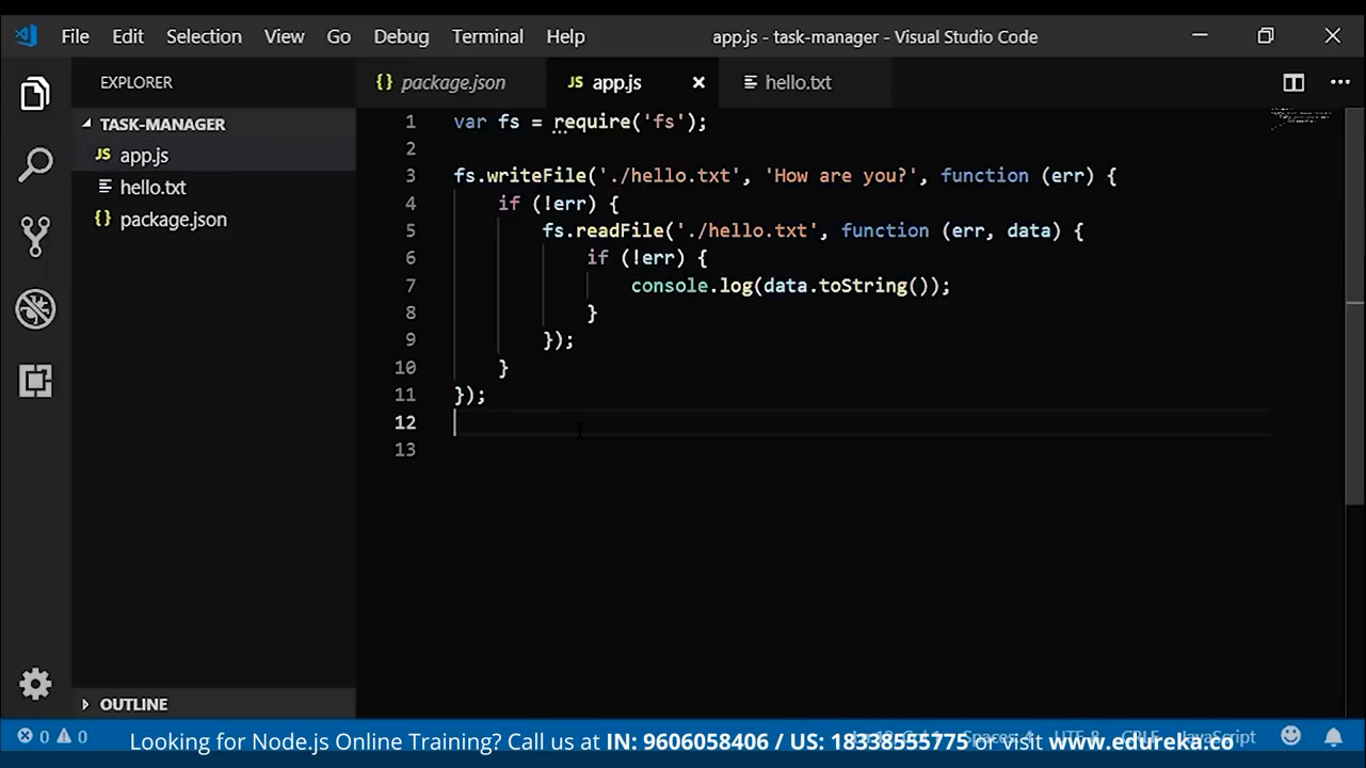 File Edit Selection View Go Debug Terminal Help app.js - task-manager - Visual Studio Code
EXPLORER
TASK-MANAGER
JS app.js
hello.txt
{} package.json
OUTLINE
{} package.json JS app.js hello.txt
1 var fs = require('fs');
2
3 fs.writeFile('./hello.txt', 'How are you?', function (err) {
4 if (!err) {
5 fs.readFile('./hello.txt', function (err, data) {
6 if (!err) {
7 console.log(data.toString());
8 }
9 });
10 }
11 });
12
13
0 0
Looking for Node.js Online Training? Call us at IN: 9606058406 / US: 18338555775 or visit www.edureka.co